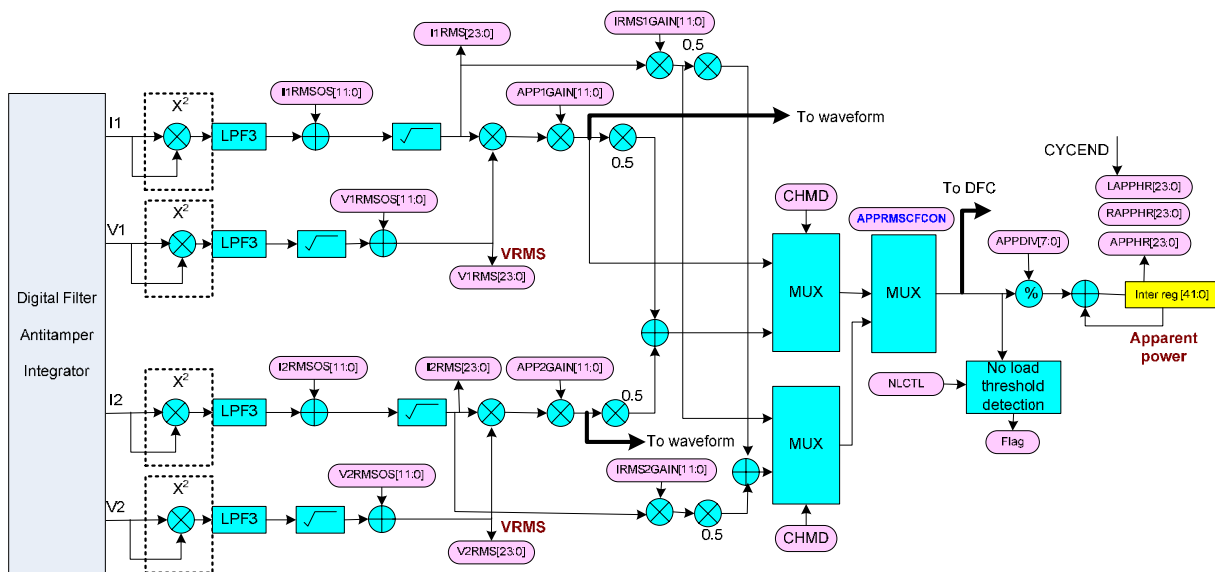 I1RMS[23:0]
IRMS1GAIN[11;0]
0.5
X2
I1RMSOS[11:0]
APP1GAIN[11,0]
To waveform
I1
LPF3
0.5
CYCEND
LAPPHR[23:0]
To DFC
X2
V1RMSOS[11:0]
CHMD
APPRMSCFCON
RAPPHR[23:0]
V1
LPF3
VRMS
APPDIV[7;0]
APPHR[23;0]
V1RMS[23:0]
Digital Filter
Antitamper
Integrator
MUX
MUX
%
Inter reg [41:0]
Apparent
power
X2
I2RMSOS[11:0]
I2RMS[23;0]
APP2GAIN[11;0]
NLCTL
No load
threshold
detection
0.5
I2
LPF3
To waveform
MUX
Flag
X2
V2RMSOS[11:0]
IRMS2GAIN[11;0]
V2
LPF3
VRMS
0.5
CHMD
V2RMS[23:0]